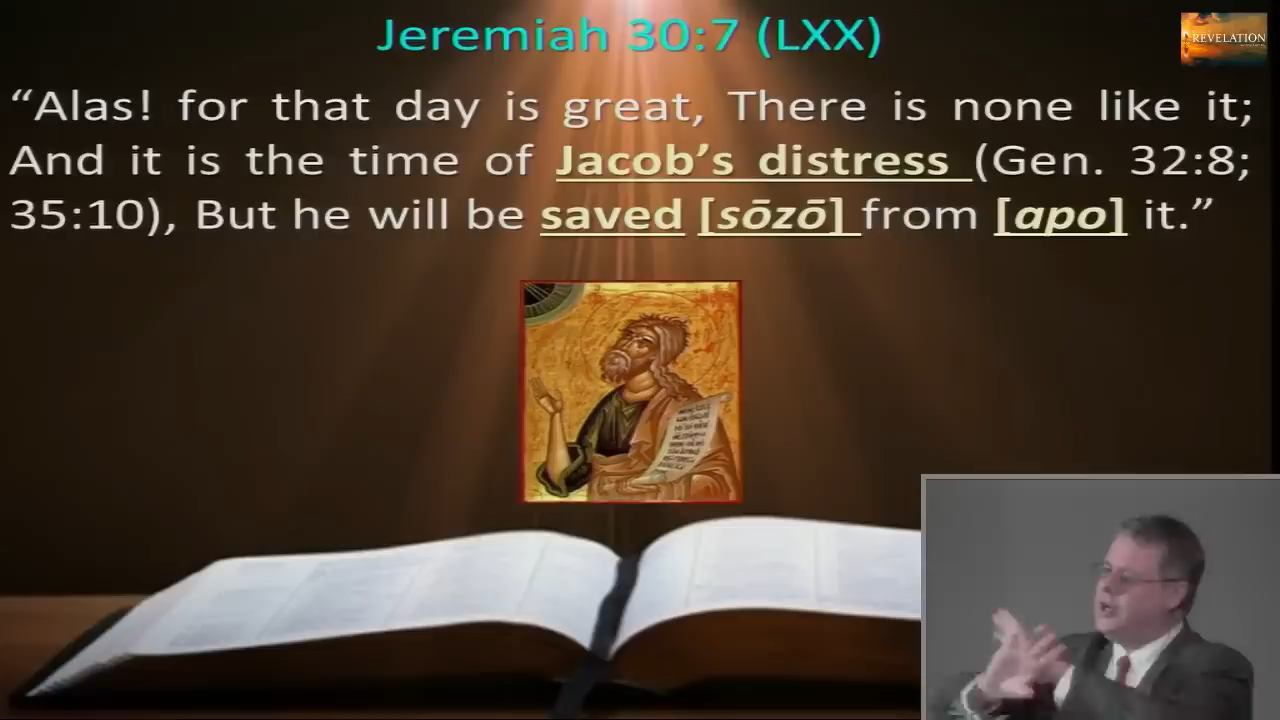 Jeremiah 30:7 (LXX)
REVELATION
“Alas! for that day is great, There is none like it;
And it is the time of Jacob’s distress (Gen. 32:8;
35:10), But he will be saved [sōzō] from [apo] it.”